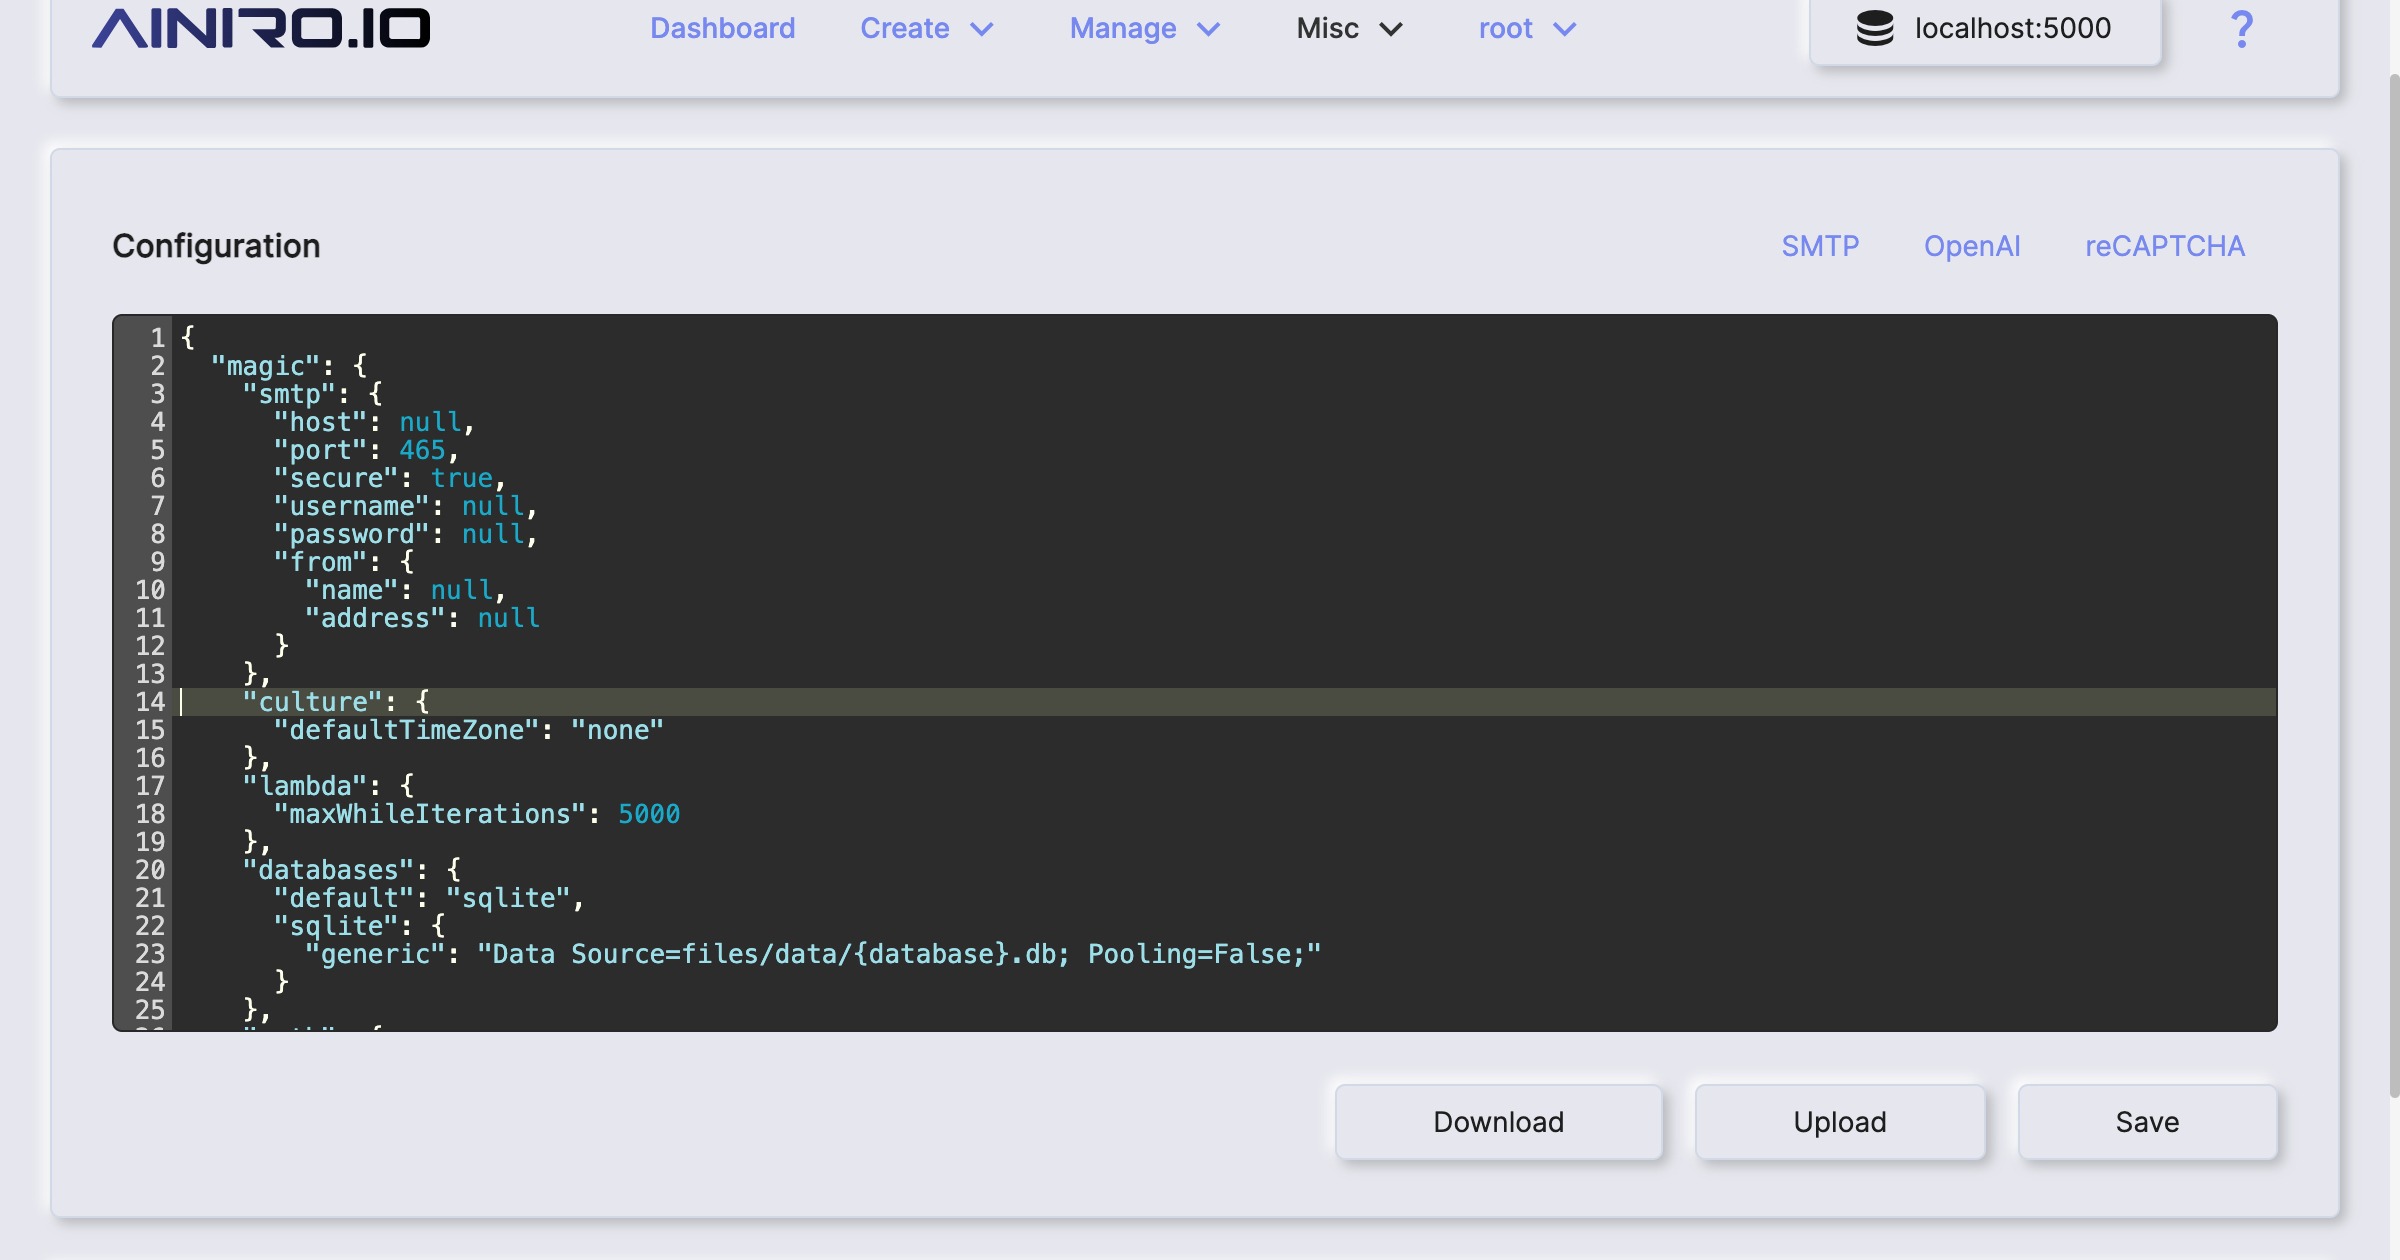 AINIRO.IO Dashboard Create Manage Misc root localhost:5000 ?
Configuration SMTP OpenAI reCAPTCHA
1 {
2   "magic": {
3     "smtp": {
4       "host": null,
5       "port": 465,
6       "secure": true,
7       "username": null,
8       "password": null,
9       "from": {
10         "name": null,
11         "address": null
12       }
13     },
14     "culture": {
15       "defaultTimeZone": "none"
16     },
17     "lambda": {
18       "maxWhileIterations": 5000
19     },
20     "databases": {
21       "default": "sqlite",
22       "sqlite": {
23         "generic": "Data Source=files/data/{database}.db; Pooling=False;"
24       }
25     },
Download Upload Save